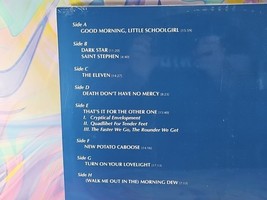 Side A
GOOD MORNING, LITTLE SCHOOLGIRL
Side B
DARK STAR
SAINT STEPHEN
Side C
THE ELEVEN
Side D
DEATH DON'T HAVE NO MERCY
Side E
THAT'S IT FOR THE OTHER ONE
I. Cryptical Envelopment
II. Quadlibet For Tender Feet
III. The Faster We Go, The Rounder We Get
Side F
NEW POTATO CABOOSE
Side G
TURN ON YOUR LOVELIGHT
Side H
(WALK ME OUT IN THE) MORNING DEW